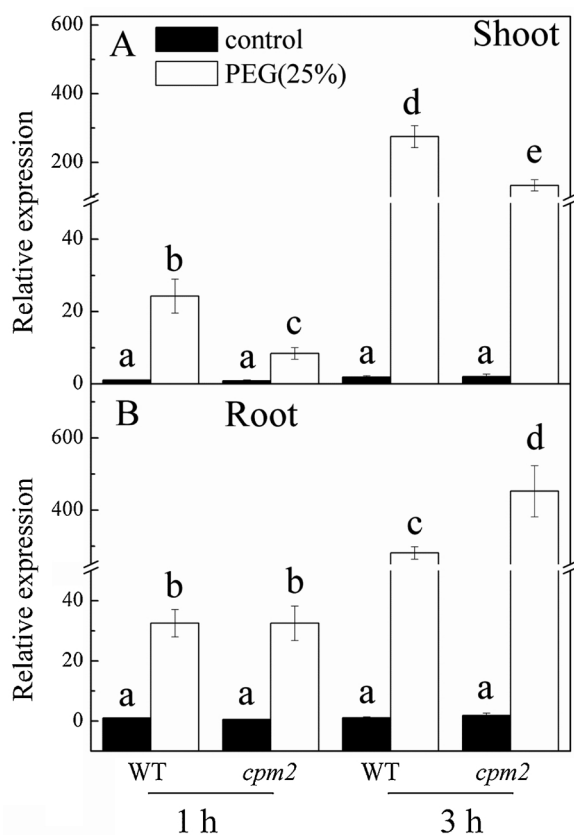 A
control
PEG(25%)
Shoot
Relative expression
600
400
200
40
20
0
a
b
a
c
a
d
a
e
B
Root
Relative expression
600
400
40
20
0
a
b
a
b
a
c
a
d
WT
cpm2
WT
cpm2
1 h
3 h